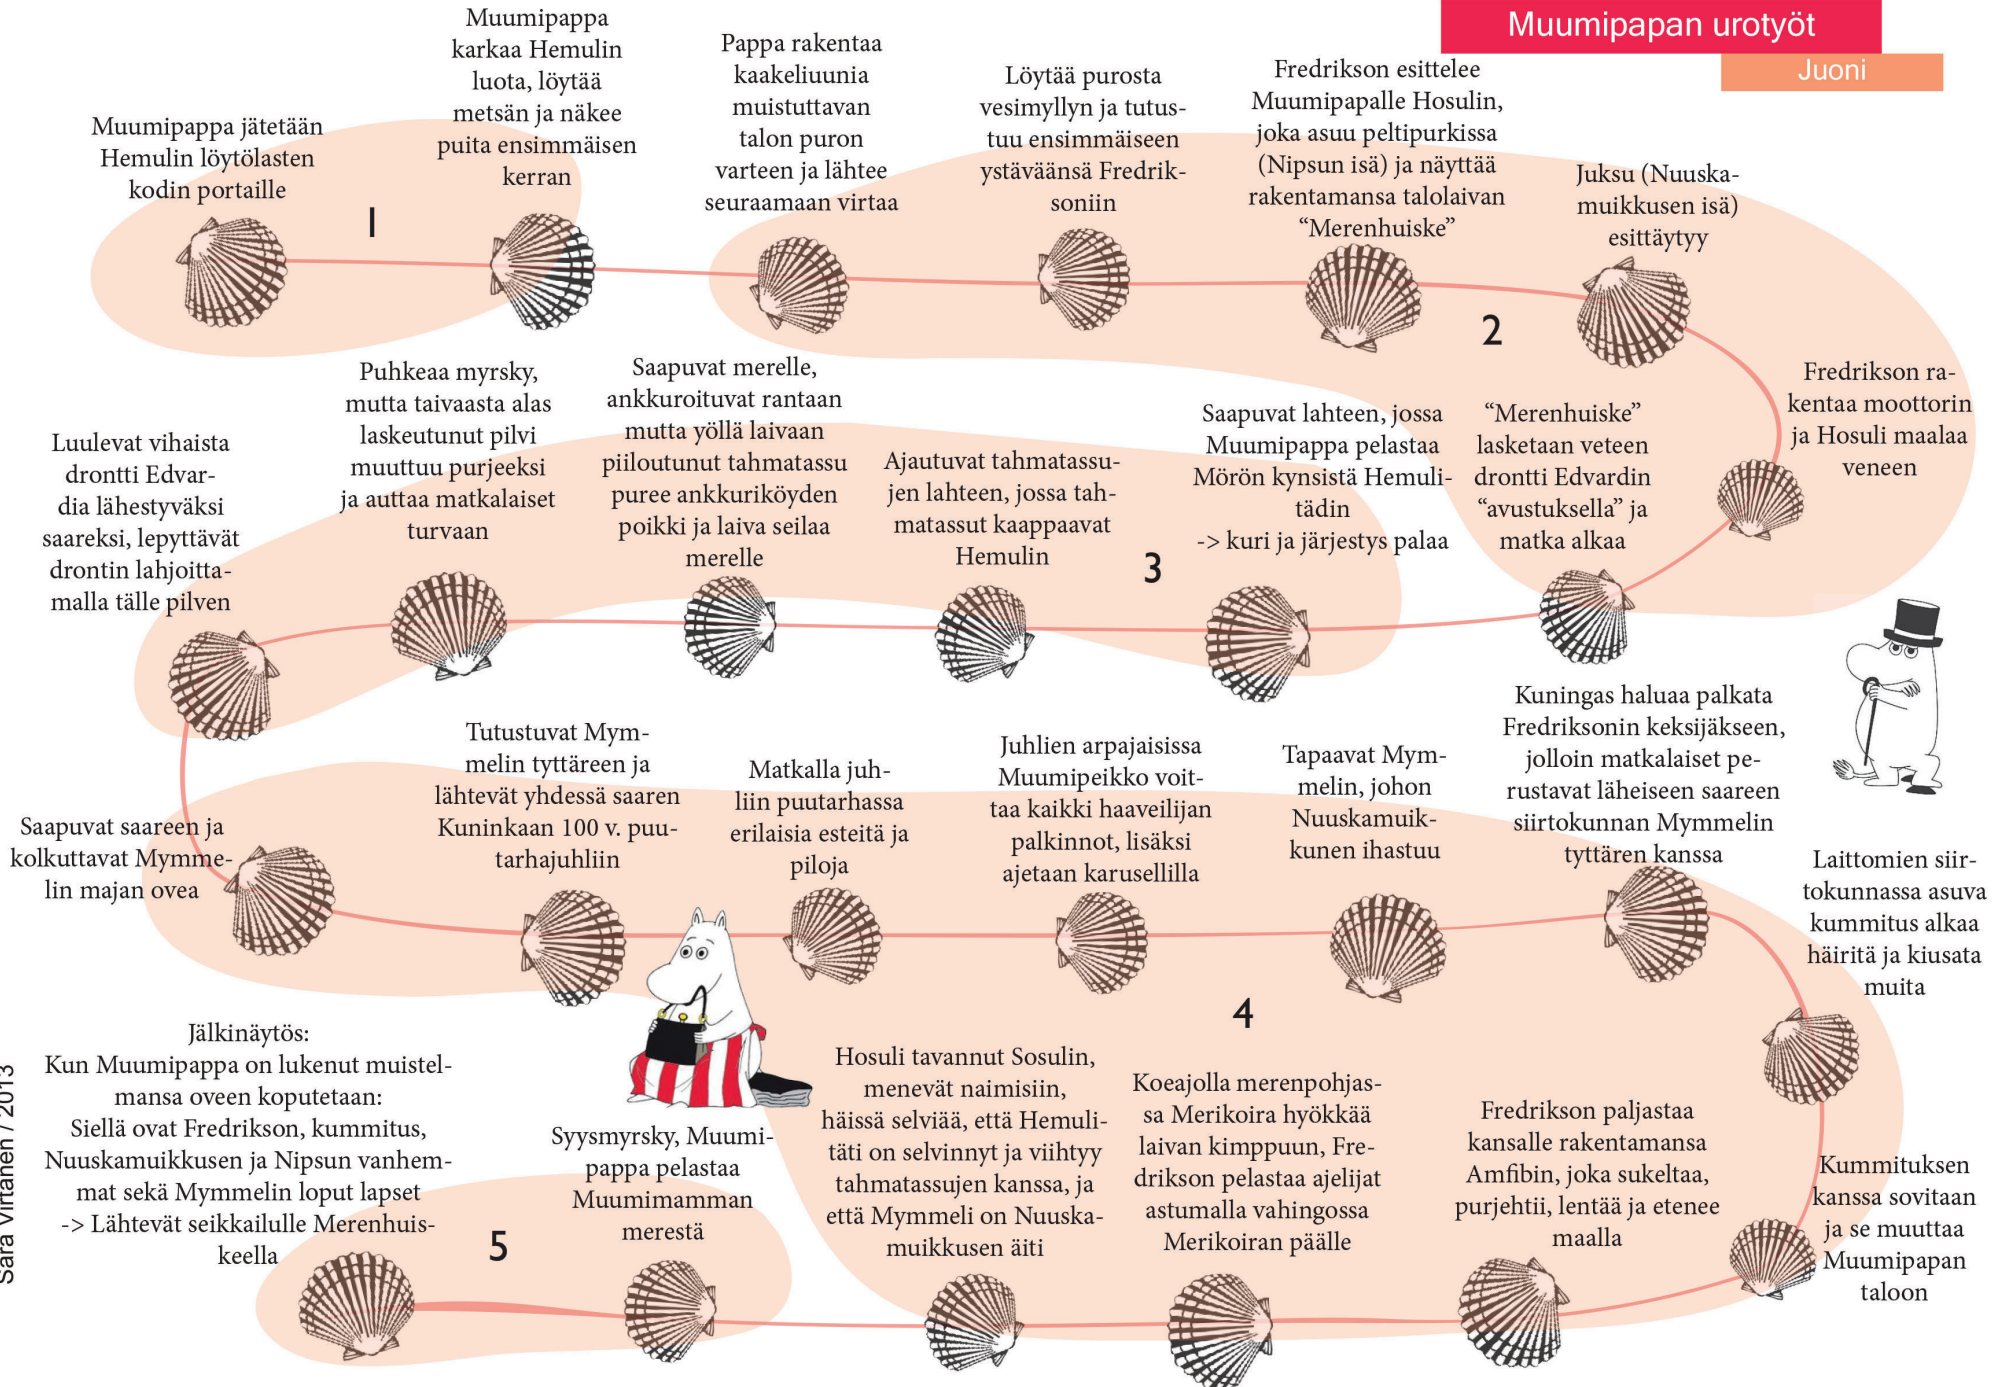 Muumipapan urotyöt
Juoni
Muumipappa jätetään
Hemulin löytölasten
kodin portaille
1
Muumipappa
karkaa Hemulin
luota, löytää
metsän ja näkee
puita ensimmäisen
kerran
Pappa rakentaa
kaakeliuunia
muistuttavan
talon puron
varteen ja lähtee
seuraamaan virtaa
Löytää purosta
vesimyllyn ja tutus-
tuu ensimmäiseen
ystäväänsä Fredrik-
soniin
Fredrikson esittelee
Muumipapalle Hosulin,
joka asuu peltipurkissa
(Nipsun isä) ja näyttää
rakentamansa talolaivan
“Merenhuiske”
2
Juksu (Nuuska-
muikkusen isä)
esittäytyy
Fredrikson ra-
kentaa moottorin
ja Hosuli maalaa
veneen
“Merenhuiske”
lasketaan veteen
drontti Edvardin
“avustuksella” ja
matka alkaa
Saapuvat lahteen, jossa
Muumipappa pelastaa
Mörön kynsistä Hemuli-
tädin
-> kuri ja järjestys palaa
3
Ajautuvat tahmatassu-
jen lahteen, jossa tah-
matassut kaappaavat
Hemulin
Saapuvat merelle,
ankkuroituvat rantaan
mutta yöllä laivaan
piiloutunut tahmatassu
puree ankkuriköyden
poikki ja laiva seilaa
merelle
Puhkeaa myrsky,
mutta taivaasta alas
laskeutunut pilvi
muuttuu purjeeksi
ja auttaa matkalaiset
turvaan
Luulevat vihaista
drontti Edvar-
dia lähestyväksi
saareksi, lepyttävät
drontin lahjoitta-
malla tälle pilven
Saapuvat saareen ja
kolkuttavat Mymme-
lin majan ovea
Tutustuvat Mym-
melin tyttäreen ja
lähtevät yhdessä saaren
Kuninkaan 100 v. puu-
tarhajuhliin
Matkalla juh-
liin puutarhassa
erilaisia esteitä ja
piloja
Juhlien arpajaisissa
Muumipeikko voit-
taa kaikki haaveilijan
palkinnot, lisäksi
ajetaan karusellilla
Tapaavat Mym-
melin, johon
Nuuskamuik-
kunen ihastuu
Kuningas haluaa palkata
Fredriksonin keksijäkseen,
jolloin matkalaiset pe-
rustavat läheiseen saareen
siirtokunnan Mymmelin
tyttären kanssa
Laittomien siir-
tokunnassa asuva
kummitus alkaa
häiritä ja kiusata
muita
4
Kummituksen
kanssa sovitaan
ja se muuttaa
Muumipapan
taloon
Fredrikson paljastaa
kansalle rakentamansa
Amfibin, joka sukeltaa,
purjehtii, lentää ja etenee
maalla
Koeajolla merenpohjas-
sa Merikoira hyökkää
laivan kimppuun, Fre-
drikson pelastaa ajelijat
astumalla vahingossa
Merikoiran päälle
Hosuli tavannut Sosulin,
menevät naimisiin,
häissä selviää, että Hemuli-
täti on selvinnyt ja viihtyy
tahmatassujen kanssa, ja
että Mymmeli on Nuuska-
muikkusen äiti
Syysmyrsky, Muumi-
pappa pelastaa
Muumimamman
merestä
5
Jälkinäytös:
Kun Muumipappa on lukenut muistel-
mansa oveen koputetaan:
Siellä ovat Fredrikson, kummitus,
Nuuskamuikkusen ja Nipsun vanhem-
mat sekä Mymmelin loput lapset
-> Lähtevät seikkailulle Merenhuis-
keella
Sara Virtanen / 2013